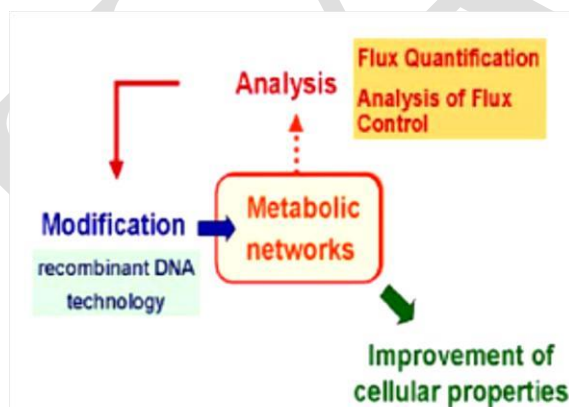 Flux Quantification
Analysis
Analysis of Flux
Control
Metabolic
networks
Modification
recombinant DNA
technology
Improvement of
cellular properties